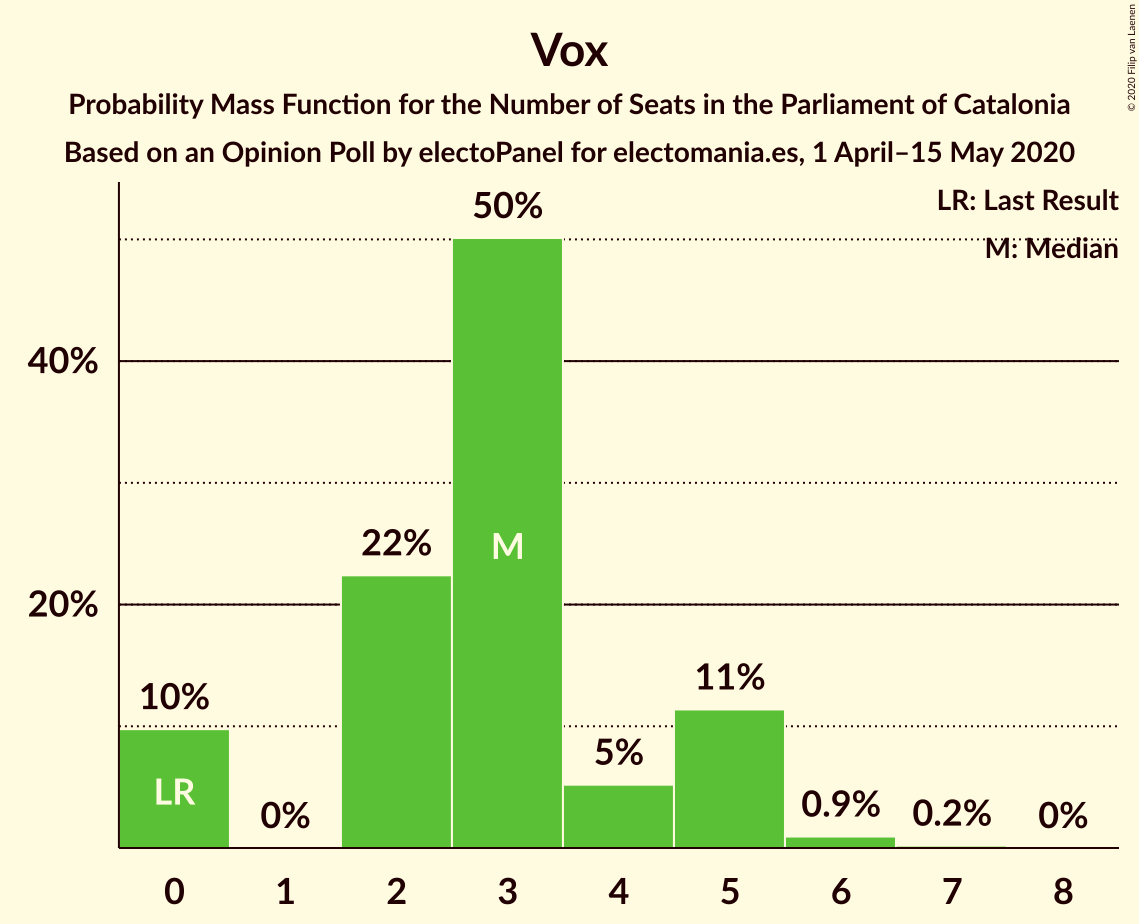 Vox
Probability Mass Function for the Number of Seats in the Parliament of Catalonia
Based on an Opinion Poll by electoPanel for electomania.es, 1 April–15 May 2020
© 2020 Filip van Laenen
LR: Last Result
M: Median
50%
40%
22%
M
20%
11%
10%
5%
LR
0%
0.9%
0.2%
0%
0 1 2 3 4 5 6 7 8